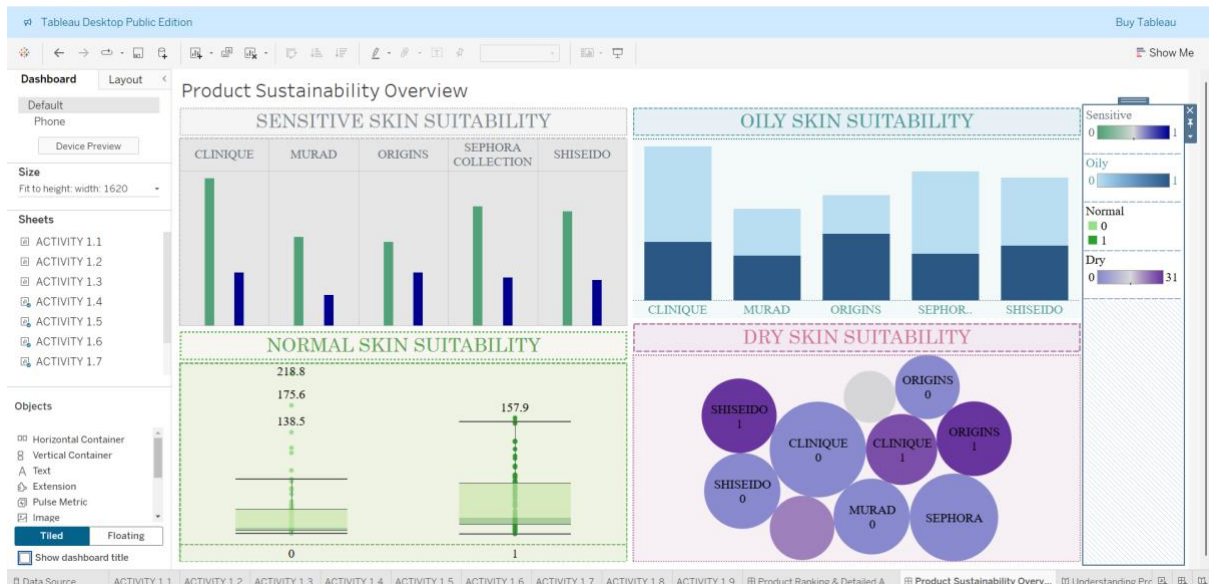 Tableau Desktop Public Edition
Buy Tableau
Show Me
Dashboard
Layout
Default
Phone
Device Preview
Size
Fit to height: width: 1620
Sheets
ACTIVITY 1.1
ACTIVITY 1.2
ACTIVITY 1.3
ACTIVITY 1.4
ACTIVITY 1.5
ACTIVITY 1.6
ACTIVITY 1.7
Objects
Horizontal Container
Vertical Container
Text
Extension
Pulse Metric
Image
Tiled
Floating
Show dashboard title
Product Sustainability Overview
SENSITIVE SKIN SUITABILITY
CLINIQUE
MURAD
ORIGINS
SEPHORA
COLLECTION
SHISEIDO
OILY SKIN SUITABILITY
CLINIQUE
MURAD
ORIGINS
SEPHOR..
SHISEIDO
NORMAL SKIN SUITABILITY
218.8
175.6
138.5
157.9
0
1
DRY SKIN SUITABILITY
ORIGINS
0
SHISEIDO
1
CLINIQUE
0
CLINIQUE
1
ORIGINS
1
SHISEIDO
0
MURAD
0
SEPHORA
Sensitive
0
1
Oily
0
1
Normal
0
1
Dry
0
31
Data Source
ACTIVITY 1.1
ACTIVITY 1.2
ACTIVITY 1.3
ACTIVITY 1.4
ACTIVITY 1.5
ACTIVITY 1.6
ACTIVITY 1.7
ACTIVITY 1.8
ACTIVITY 1.9
Product Ranking & Detailed A
Product Sustainability Overv...
Understanding Prc